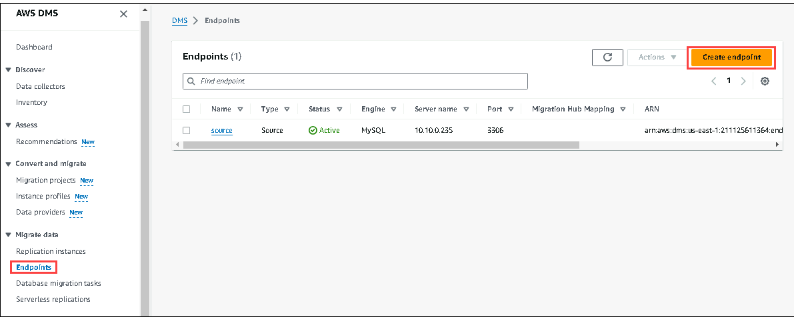 AWS DMS
Dashboard
Discover
Data collectors
Inventory
Assess
Recommendations New
Convert and migrate
Migration projects New
Instance profiles New
Data providers New
Migrate data
Replication instances
Endpoints
Database migration tasks
Serverless replications
DMS > Endpoints
Endpoints (1)
Actions
Create endpoint
Find endpoint
1
Name Type Status Engine Server name Port Migration Hub Mapping ARN
source Source Active MySQL 10.10.0.235 3306 arn:aws:dms:us-east-1:211125611364:end